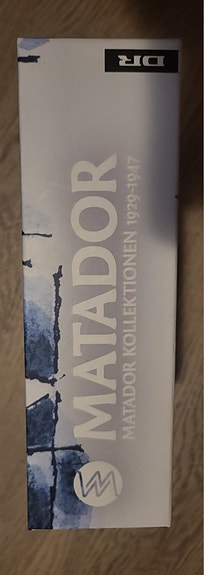 DR
MATADOR
MATADOR KOLLEKTIONEN 1929-1947